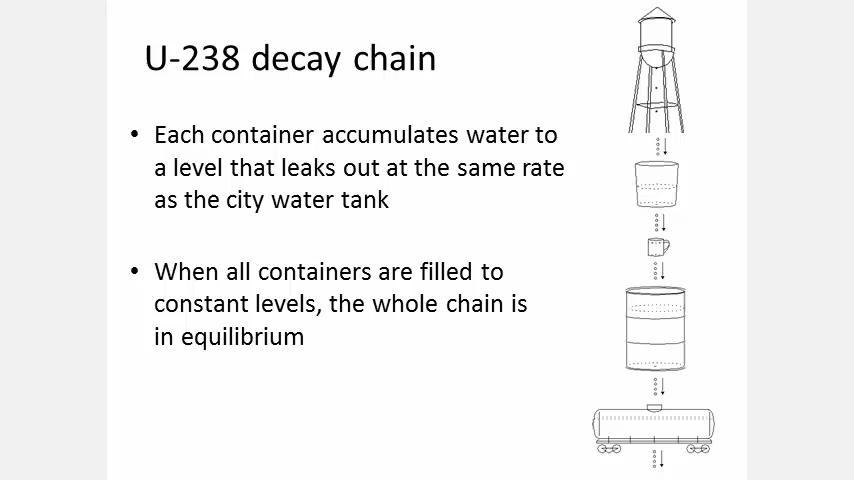 U-238 decay chain
• Each container accumulates water to
a level that leaks out at the same rate
as the city water tank
• When all containers are filled to
constant levels, the whole chain is
in equilibrium